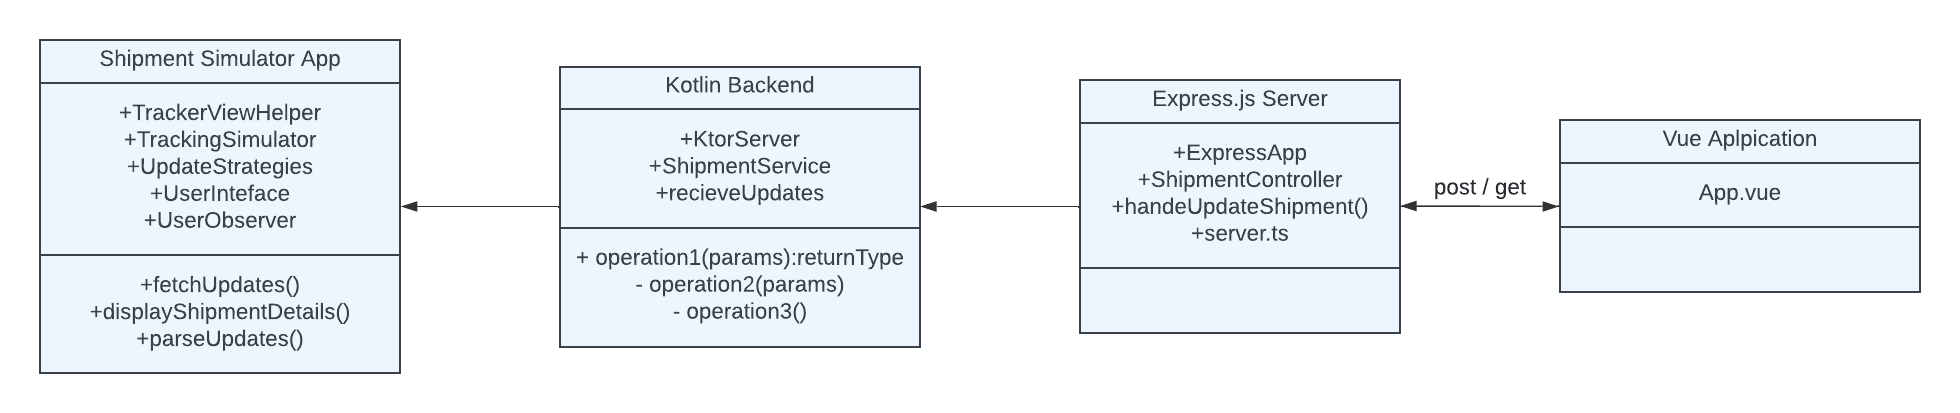 Shipment Simulator App
+TrackerViewHelper
+TrackingSimulator
+UpdateStrategies
+UserInteface
+UserObserver
+fetchUpdates()
+displayShipmentDetails()
+parseUpdates()
Kotlin Backend
+KtorServer
+ShipmentService
+recieveUpdates
+ operation1(params):returnType
- operation2(params)
- operation3()
Express.js Server
+ExpressApp
+ShipmentController
+handeUpdateShipment()
+server.ts
post / get
Vue Aplpication
App.vue